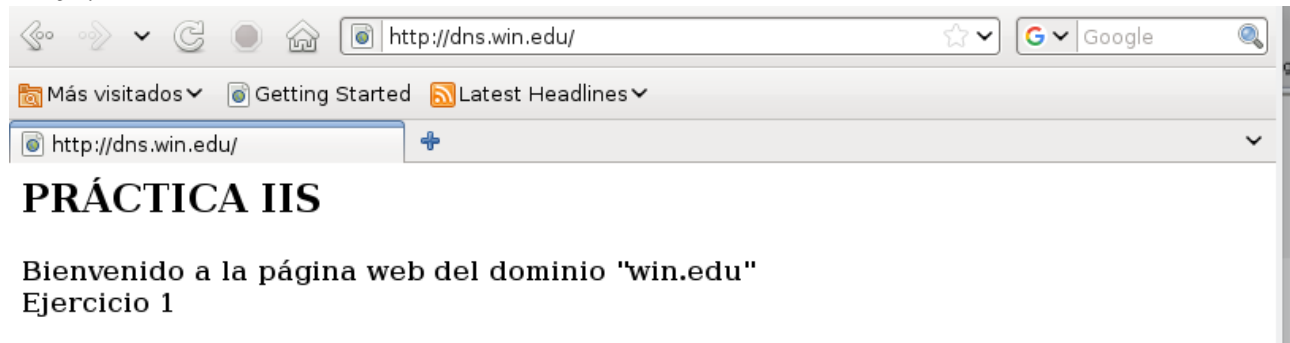 http://dns.win.edu/
Google
Más visitados Getting Started Latest Headlines
http://dns.win.edu/
PRÁCTICA IIS
Bienvenido a la página web del dominio "win.edu"
Ejercicio 1